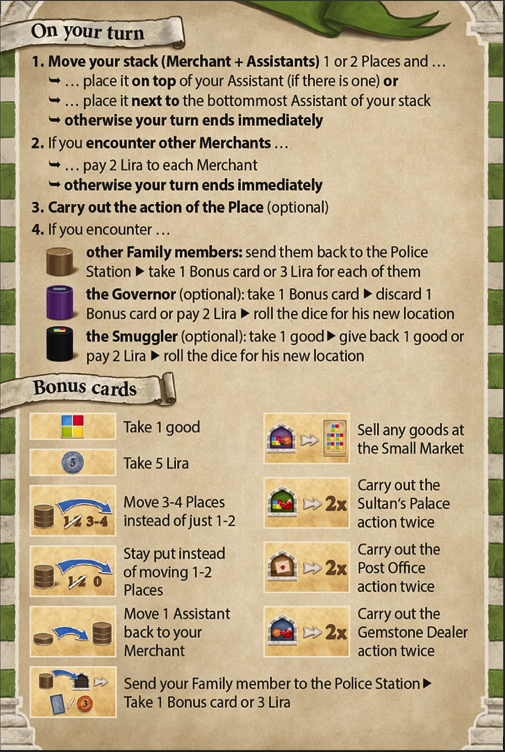 On your turn
1. Move your stack (Merchant + Assistants) 1 or 2 Places and …
➥ … place it on top of your Assistant (if there is one) or
➥ … place it next to the bottommost Assistant of your stack
➥ otherwise your turn ends immediately
2. If you encounter other Merchants …
➥ … pay 2 Lira to each Merchant
➥ otherwise your turn ends immediately
3. Carry out the action of the Place (optional)
4. If you encounter …
other Family members: send them back to the Police
Station ▶ take 1 Bonus card or 3 Lira for each of them
the Governor (optional): take 1 Bonus card ▶ discard 1
Bonus card or pay 2 Lira ▶ roll the dice for his new location
the Smuggler (optional): take 1 good ▶ give back 1 good or
pay 2 Lira ▶ roll the dice for his new location
Bonus cards
Take 1 good
5
Take 5 Lira
1-2 3-4
Move 3-4 Places
instead of just 1-2
1-2 0
Stay put instead
of moving 1-2
Places
Move 1 Assistant
back to your
Merchant
Sell any goods at
the Small Market
2x
Carry out the
Sultan's Palace
action twice
2x
Carry out the
Post Office
action twice
2x
Carry out the
Gemstone Dealer
action twice
3
Send your Family member to the Police Station ▶
Take 1 Bonus card or 3 Lira